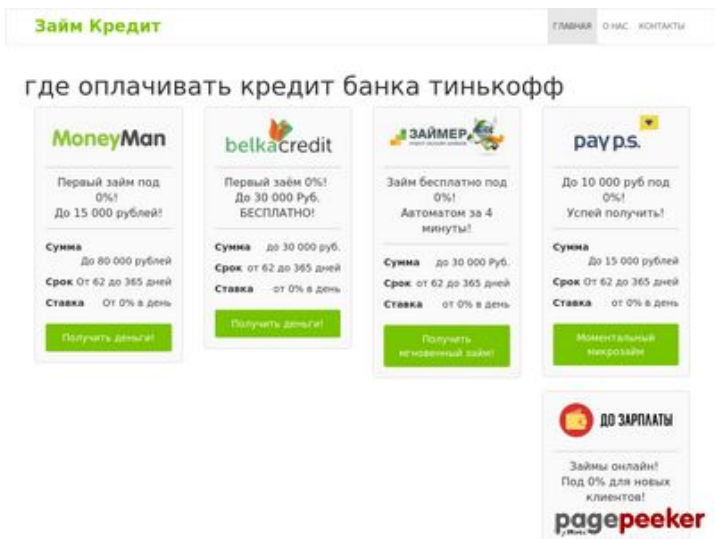 Займ Кредит
ГЛАВНАЯ О НАС КОНТАКТЫ
где оплачивать кредит банка тинькофф
MoneyMan
Первый займ под
0%!
До 15 000 рублей!
Сумма
До 80 000 рублей
Срок От 62 до 365 дней
Ставка От 0% в день
Получить деньги!
belkacredit
Первый заём 0%!
До 30 000 Руб.
БЕСПЛАТНО!
Сумма до 30 000 руб.
Срок от 62 до 365 дней
Ставка от 0% в день
Получить деньги!
ЗАЙМЕР
Займ бесплатно под
0%!
Автоматом за 4
минуты!
Сумма до 30 000 Руб.
Срок от 62 до 365 дней
Ставка от 0% в день
Получить
мгновенный займ!
pay p.s.
До 10 000 руб под
0%!
Успей получить!
Сумма
До 15 000 рублей
Срок От 62 до 365 дней
Ставка от 0% в день
Моментальный
микрозайм
ДО ЗАРПЛАТЫ
Займы онлайн!
Под 0% для новых
клиентов!
pagepeeker